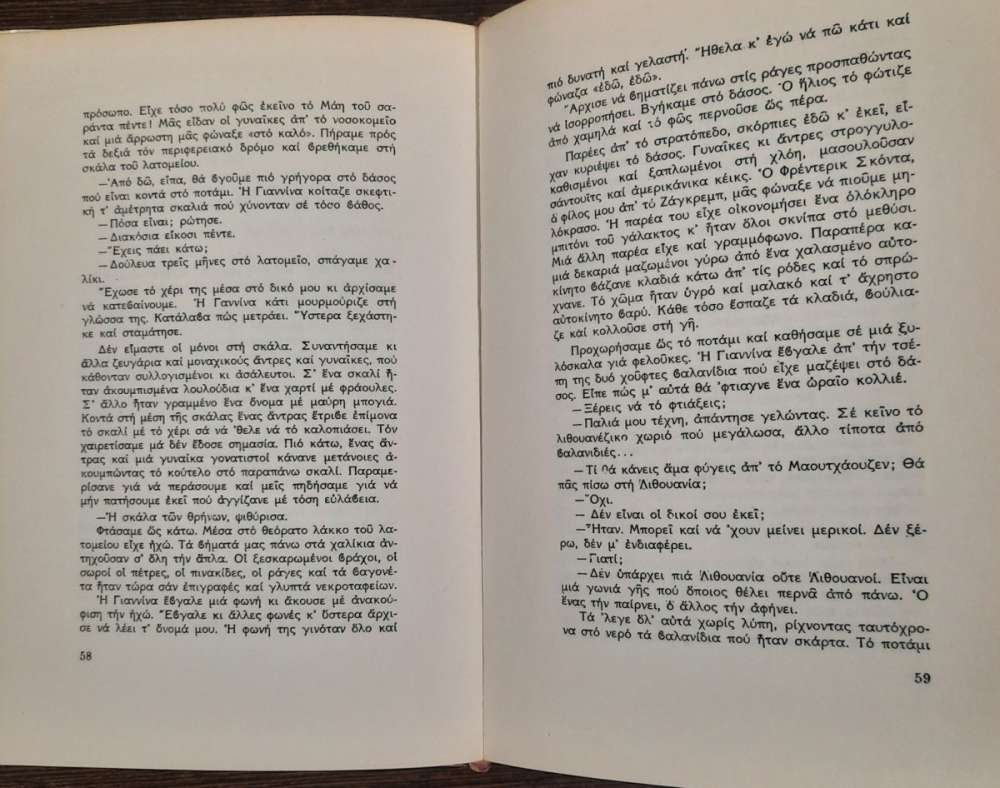 πρόσωπο. Εἶχε τόσο πολύ φῶς ἐκεῖνο τό Μάη τοῦ σα-
ράντα πέντε! Μᾶς εἶδαν οἱ γυναῖκες ἀπ' τό νοσοκομεῖο
καί μιά ἄρρωστη μᾶς φώναξε «στό καλό». Πήραμε πρός
τά δεξιά τόν περιφερειακό δρόμο καί βρεθήκαμε στή
σκάλα τοῦ λατομείου.
—Ἀπό δῶ, εἶπα, θά βγοῦμε πιό γρήγορα στό δάσος
πού εἶναι κοντά στό ποτάμι. Ἡ Γιαννίνα κοίταζε σκεφτι-
κή τ' ἀμέτρητα σκαλιά πού χύνονταν σέ τόσο βάθος.
—Πόσα εἶναι; ρώτησε.
—Διακόσια εἴκοσι πέντε.
—Ἔχεις πάει κάτω;
—Δούλευα τρεῖς μῆνες στό λατομεῖο, σπάγαμε χα-
λίκι.
Ἔχωσε τό χέρι της μέσα στό δικό μου κι ἀρχίσαμε
νά κατεβαίνουμε. Ἡ Γιαννίνα κάτι μουρμούριζε στή
γλώσσα της. Κατάλαβα πώς μετράει. Ὕστερα ξεχάστη-
κε καί σταμάτησε.
Δέν εἴμαστε οἱ μόνοι στή σκάλα. Συναντήσαμε κι
ἄλλα ζευγάρια καί μοναχικούς ἄντρες καί γυναῖκες, πού
κάθονταν συλλογισμένοι κι ἀσάλευτοι. Σ' ἕνα σκαλί ἦ-
ταν ἀκουμπισμένα λουλούδια κ' ἕνα χαρτί μέ φράουλες.
Σ' ἄλλο ἦταν γραμμένο ἕνα ὄνομα μέ μαύρη μπογιά.
Κοντά στή μέση τῆς σκάλας ἕνας ἄντρας ἔτριβε ἐπίμονα
τό σκαλί μέ τό χέρι σά νά 'θελε νά τό καλοπιάσει. Τόν
χαιρετίσαμε μά δέν ἔδοσε σημασία. Πιό κάτω, ἕνας ἄν-
τρας καί μιά γυναίκα γονατιστοί κάνανε μετάνοιες ἀ-
κουμπώντας τό κούτελο στό παραπάνω σκαλί. Παραμε-
ρίσανε γιά νά περάσουμε καί μεῖς πηδήσαμε γιά νά
μήν πατήσουμε ἐκεῖ πού ἀγγίζανε μέ τόση εὐλάβεια.
—Ἡ σκάλα τῶν θρήνων, ψιθύρισα.
Φτάσαμε ὥς κάτω. Μέσα στό θεόρατο λάκκο τοῦ λα-
τομείου εἶχε ἠχώ. Τά βήματά μας πάνω στά χαλίκια ἀν-
τηχοῦσαν σ' ὅλη τήν ἅπλα. Οἱ ξεσκαρωμένοι βράχοι, οἱ
σωροί οἱ πέτρες, οἱ πινακίδες, οἱ ράγες καί τά βαγονέ-
τα ἦταν τώρα σάν ἐπιγραφές καί γλυπτά νεκροταφείων.
Ἡ Γιαννίνα ἔβγαλε μιά φωνή κι ἄκουσε μέ ἀνακού-
φιση τήν ἠχώ. Ἔβγαλε κι ἄλλες φωνές κ' ὕστερα ἄρχι-
σε νά λέει τ' ὄνομά μου. Ἡ φωνή της γινόταν ὅλο καί
58
πιό δυνατή καί γελαστή. Ἤθελα κ' ἐγώ νά πῶ κάτι καί
φώναζα «ἐδῶ, ἐδῶ».
Ἄρχισε νά βηματίζει πάνω στίς ράγες προσπαθώντας
νά ἰσορροπήσει. Βγήκαμε στό δάσος. Ὁ ἥλιος τό φώτιζε
ἀπό χαμηλά καί τό φῶς περνοῦσε ὥς πέρα.
Παρέες ἀπ' τό στρατόπεδο, σκόρπιες ἐδῶ κ' ἐκεῖ, εἶ-
χαν κυριέψει τό δάσος. Γυναῖκες κι ἄντρες στρογγυλο-
καθισμένοι καί ξαπλωμένοι στή χλόη, μασουλοῦσαν
σάντουϊτς καί ἀμερικάνικα κέικς. Ὁ Φρέντερικ Σκόντα,
ὁ φίλος μου ἀπ' τό Ζάγκρεμπ, μᾶς φώναξε νά πιοῦμε μη-
λόκρασο. Ἡ παρέα του εἶχε οἰκονομήσει ἕνα ὁλόκληρο
μπιτόνι τοῦ γάλακτος κ' ἦταν ὅλοι σκνίπα στό μεθύσι.
Μιά ἄλλη παρέα εἶχε καί γραμμόφωνο. Παραπέρα κα-
μιά δεκαριά μαζωμένοι γύρω ἀπό ἕνα χαλασμένο αὐτο-
κίνητο βάζανε κλαδιά κάτω ἀπ' τίς ρόδες καί τό σπρώ-
χνανε. Τό χῶμα ἦταν ὑγρό καί μαλακό καί τ' ἄχρηστο
αὐτοκίνητο βαρύ. Κάθε τόσο ἔσπαζε τά κλαδιά, βούλια-
ζε καί κολλοῦσε στή γῆ.
Προχωρήσαμε ὥς τό ποτάμι καί καθήσαμε σέ μιά ξυ-
λόσκαλα γιά φελοῦκες. Ἡ Γιαννίνα ἔβγαλε ἀπ' τήν τσέ-
πη της δυό χοῦφτες βαλανίδια πού εἶχε μαζέψει στό δά-
σος. Εἶπε πώς μ' αὐτά θά 'φτιαχνε ἕνα ὡραῖο κολλιέ.
—Ξέρεις νά τό φτιάξεις;
—Παλιά μου τέχνη, ἀπάντησε γελώντας. Σέ κεῖνο τό
λιθουανέζικο χωριό πού μεγάλωσα, ἄλλο τίποτα ἀπό
βαλανιδιές...
—Τί θά κάνεις ἅμα φύγεις ἀπ' τό Μαουτχάουζεν; Θά
πᾶς πίσω στή Λιθουανία;
—Ὄχι.
— Δέν εἶναι οἱ δικοί σου ἐκεῖ;
—Ἦταν. Μπορεῖ καί νά 'χουν μείνει μερικοί. Δέν ξέ-
ρω, δέν μ' ἐνδιαφέρει.
—Γιατί;
—Δέν ὑπάρχει πιά Λιθουανία οὔτε Λιθουανοί. Εἶναι
μιά γωνιά γῆς πού ὅποιος θέλει περνᾶ ἀπό πάνω. Ὁ
ἕνας τήν παίρνει, ὁ ἄλλος τήν ἀφήνει.
Τά 'λεγε ὅλ' αὐτά χωρίς λύπη, ρίχνοντας ταυτόχρο-
να στό νερό τά βαλανίδια πού ἦταν σκάρτα. Τό ποτάμι
59